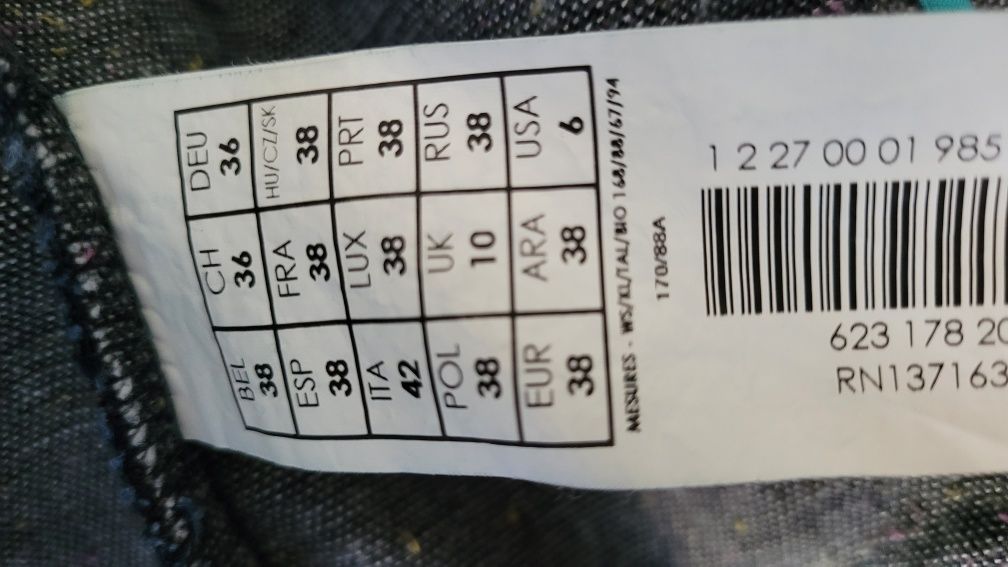 BEL CH DEU
38 36 36
ESP FRA HU/CZ/SK
38 38 38
ITA LUX PRT
42 38 38
POL UK RUS
38 10 38
EUR ARA USA
38 38 6
MESURES - WS/XL/TAL/BIO 168/88/67/94
170/88A
1 2 27 00 01 985
623 178 20
RN137163